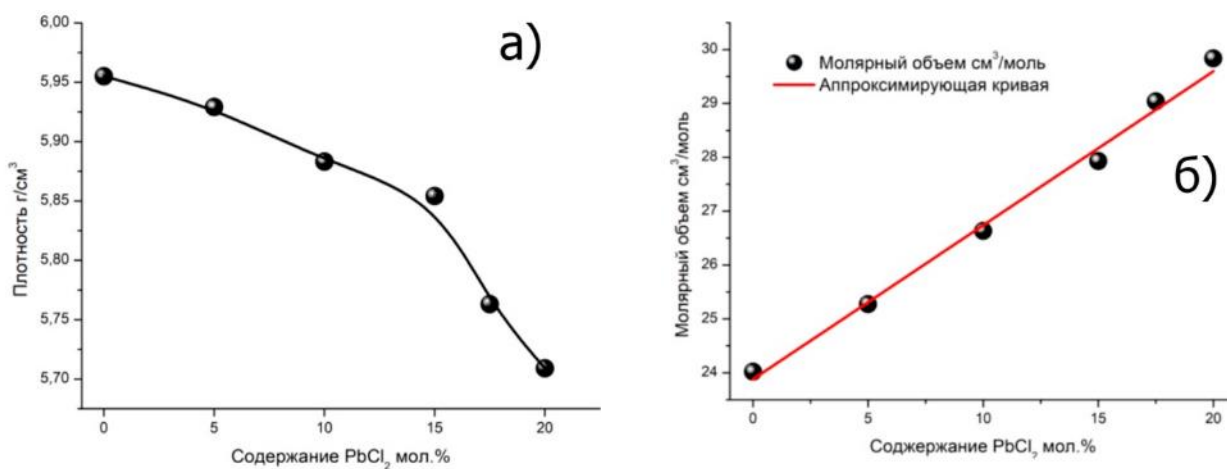 а)
6,00
5,95
5,90
5,85
5,80
5,75
5,70
Плотность г/см³
0 5 10 15 20
Содержание PbCl₂ мол.%
б)
Молярный объем см³/моль
Аппроксимирующая кривая
30
29
28
27
26
25
24
Молярный объем см³/моль
0 5 10 15 20
Соджержание PbCl₂ мол.%